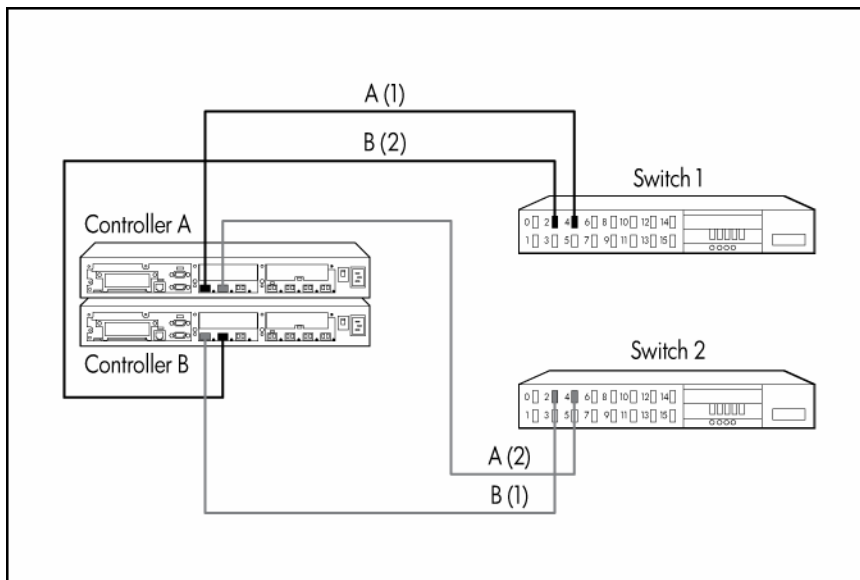 A (1)
B (2)
Switch 1
0 2 4 6 8 10 12 14
1 3 5 7 9 11 13 15
Controller A
Controller B
Switch 2
0 2 4 6 8 10 12 14
1 3 5 7 9 11 13 15
A (2)
B (1)